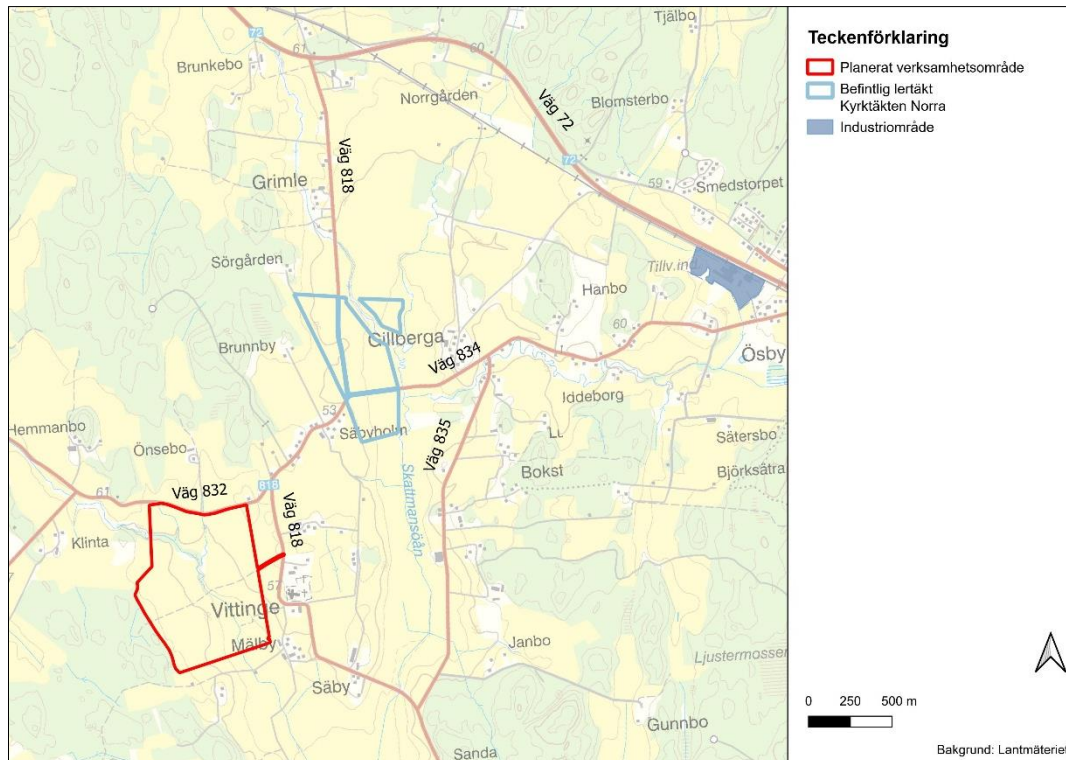 Tjälbo
72
61
60
Brunkebo
Norrgården
Blomsterbo
Väg 72
Väg 818
72
59
Smedstorpet
Grimle
Sörgården
Tillv.ind
Hanbo
Gillberga
60
Brunnby
Väg 834
Ösby
Iddeborg
53
Säbyholm
Hemmanbo
Önsebo
Väg 835
Sätersbo
Bokst
Björksätra
Skattmansöån
61
Väg 832
Väg 818
Klinta
57
Vittinge
Mälby
Janbo
Ljustermossen
Säby
Gunnbo
Sanda
Teckenförklaring
Planerat verksamhetsområde
Befintlig lertäkt
Kyrktäkten Norra
Industriområde
0 250 500 m
Bakgrund: Lantmäteriet